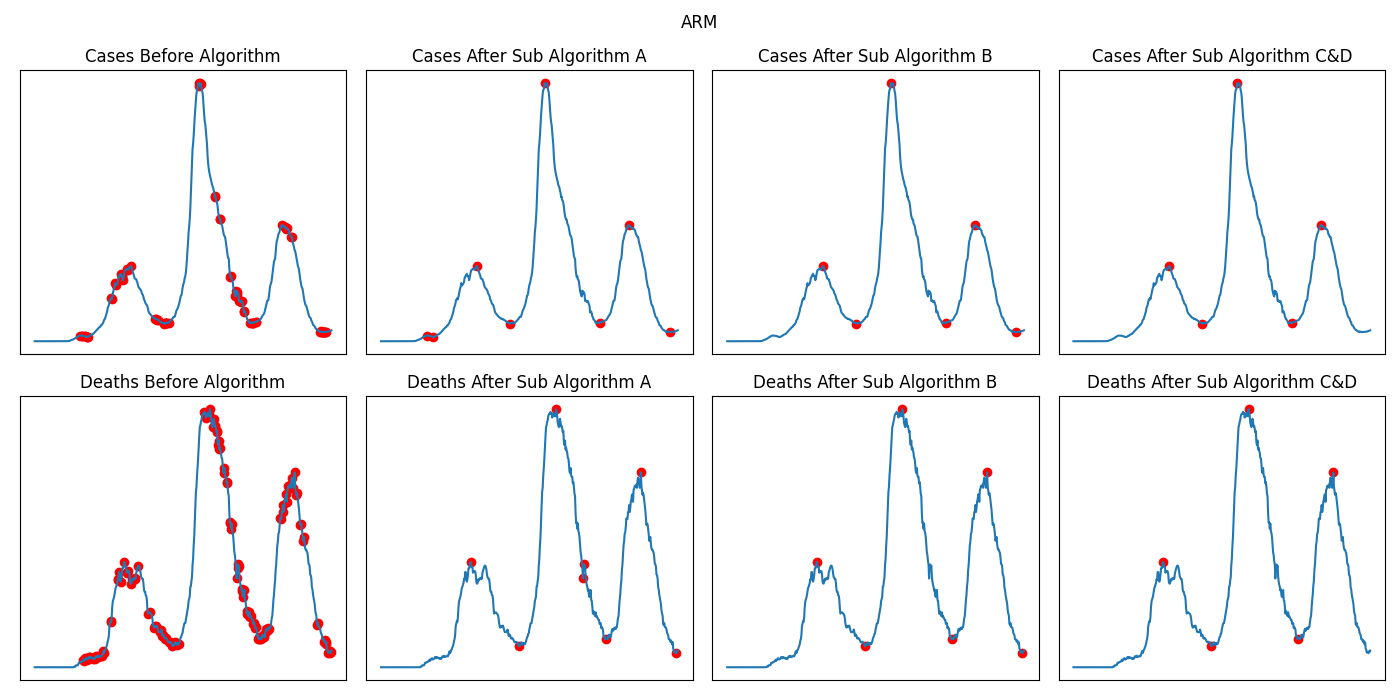 ARM
Cases Before Algorithm
Cases After Sub Algorithm A
Cases After Sub Algorithm B
Cases After Sub Algorithm C&D
Deaths Before Algorithm
Deaths After Sub Algorithm A
Deaths After Sub Algorithm B
Deaths After Sub Algorithm C&D